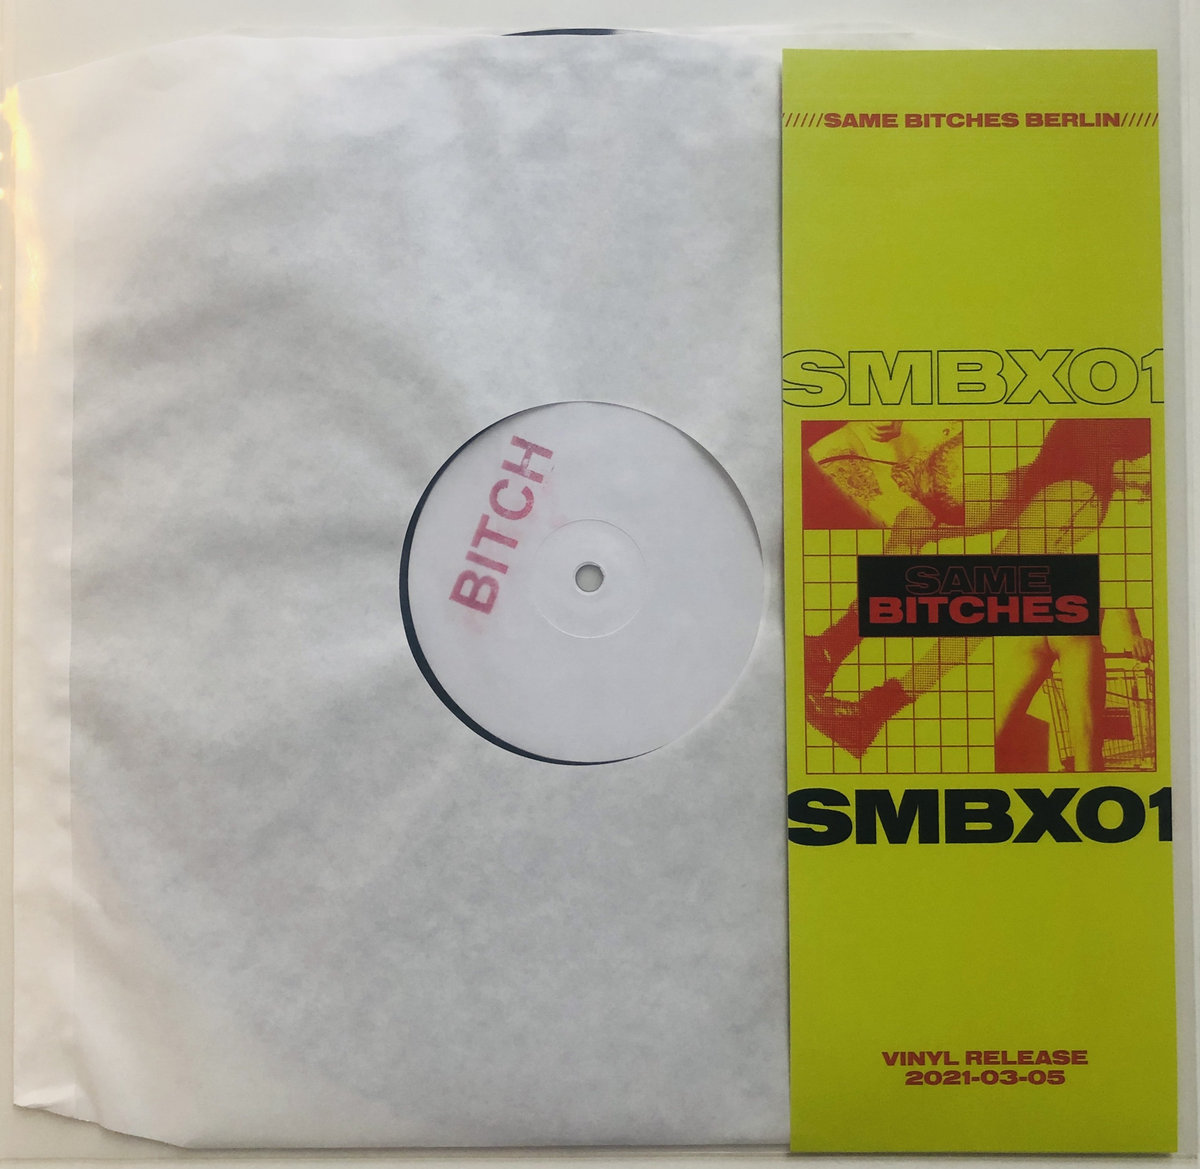 /////SAME BITCHES BERLIN/////
SMBX01
BITCH
SAME
BITCHES
SMBX01
VINYL RELEASE
2021-03-05